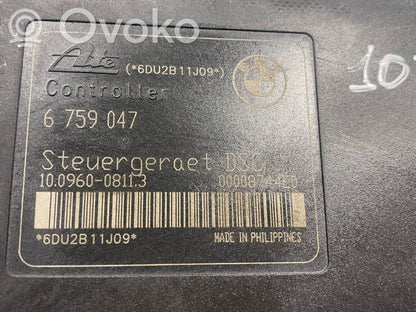 Ovoko
Ate (*6DU2B11J09*)
Controller
6 759 047
Steuergeraet DSC
10.0960-0811.3
*6DU2B11J09*
MADE IN PHILIPPINES